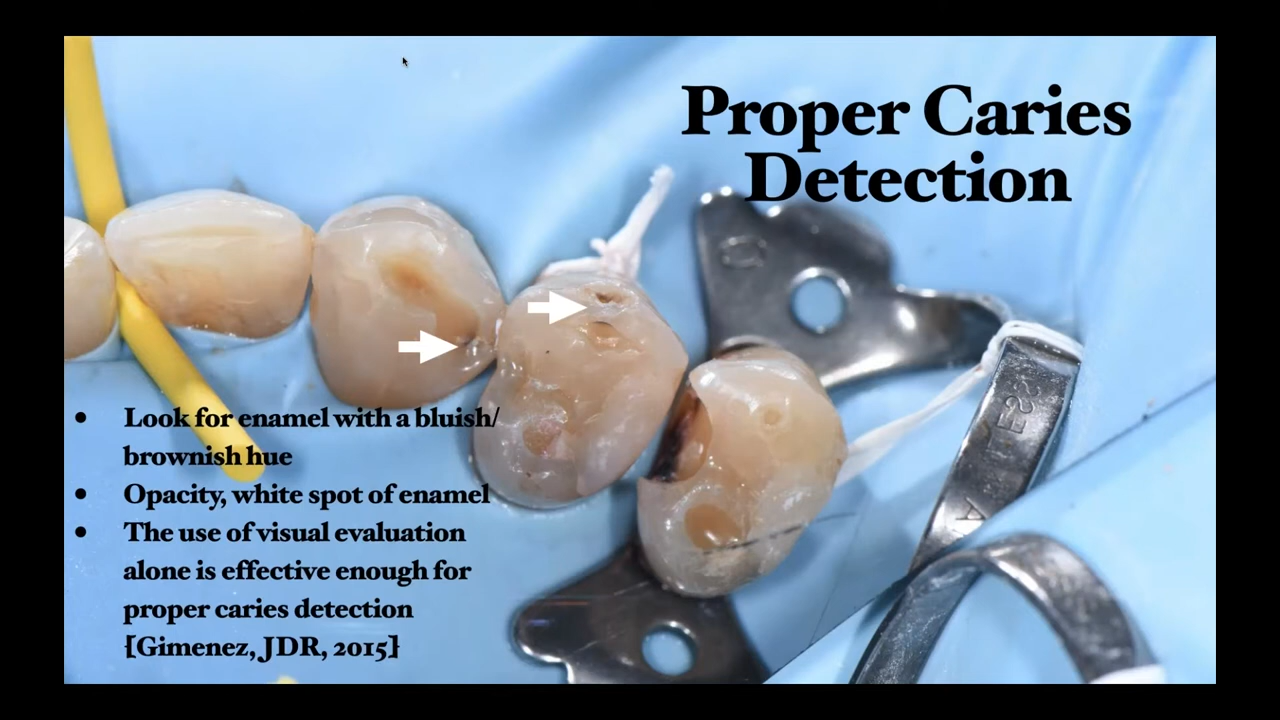 Proper Caries
Detection
• Look for enamel with a bluish/
brownish hue
• Opacity, white spot of enamel
• The use of visual evaluation
alone is effective enough for
proper caries detection
{Gimenez, JDR, 2015}